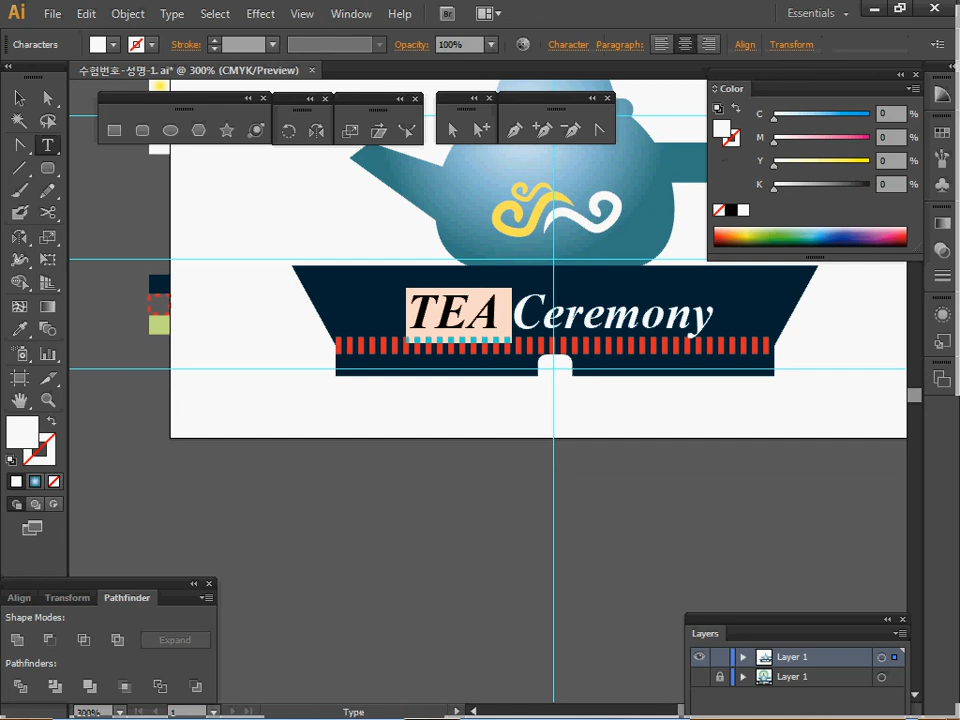 Ai File Edit Object Type Select Effect View Window Help Br Essentials
Characters Stroke: Opacity: 100% Character Paragraph: Align Transform
수험번호-성명-1. ai* @ 300% (CMYK/Preview)
Color
C 0 %
M 0 %
Y 0 %
K 0 %
TEA Ceremony
Align Transform Pathfinder
Shape Modes:
Expand
Pathfinders:
Layers
Layer 1
Layer 1
300% 1 Type